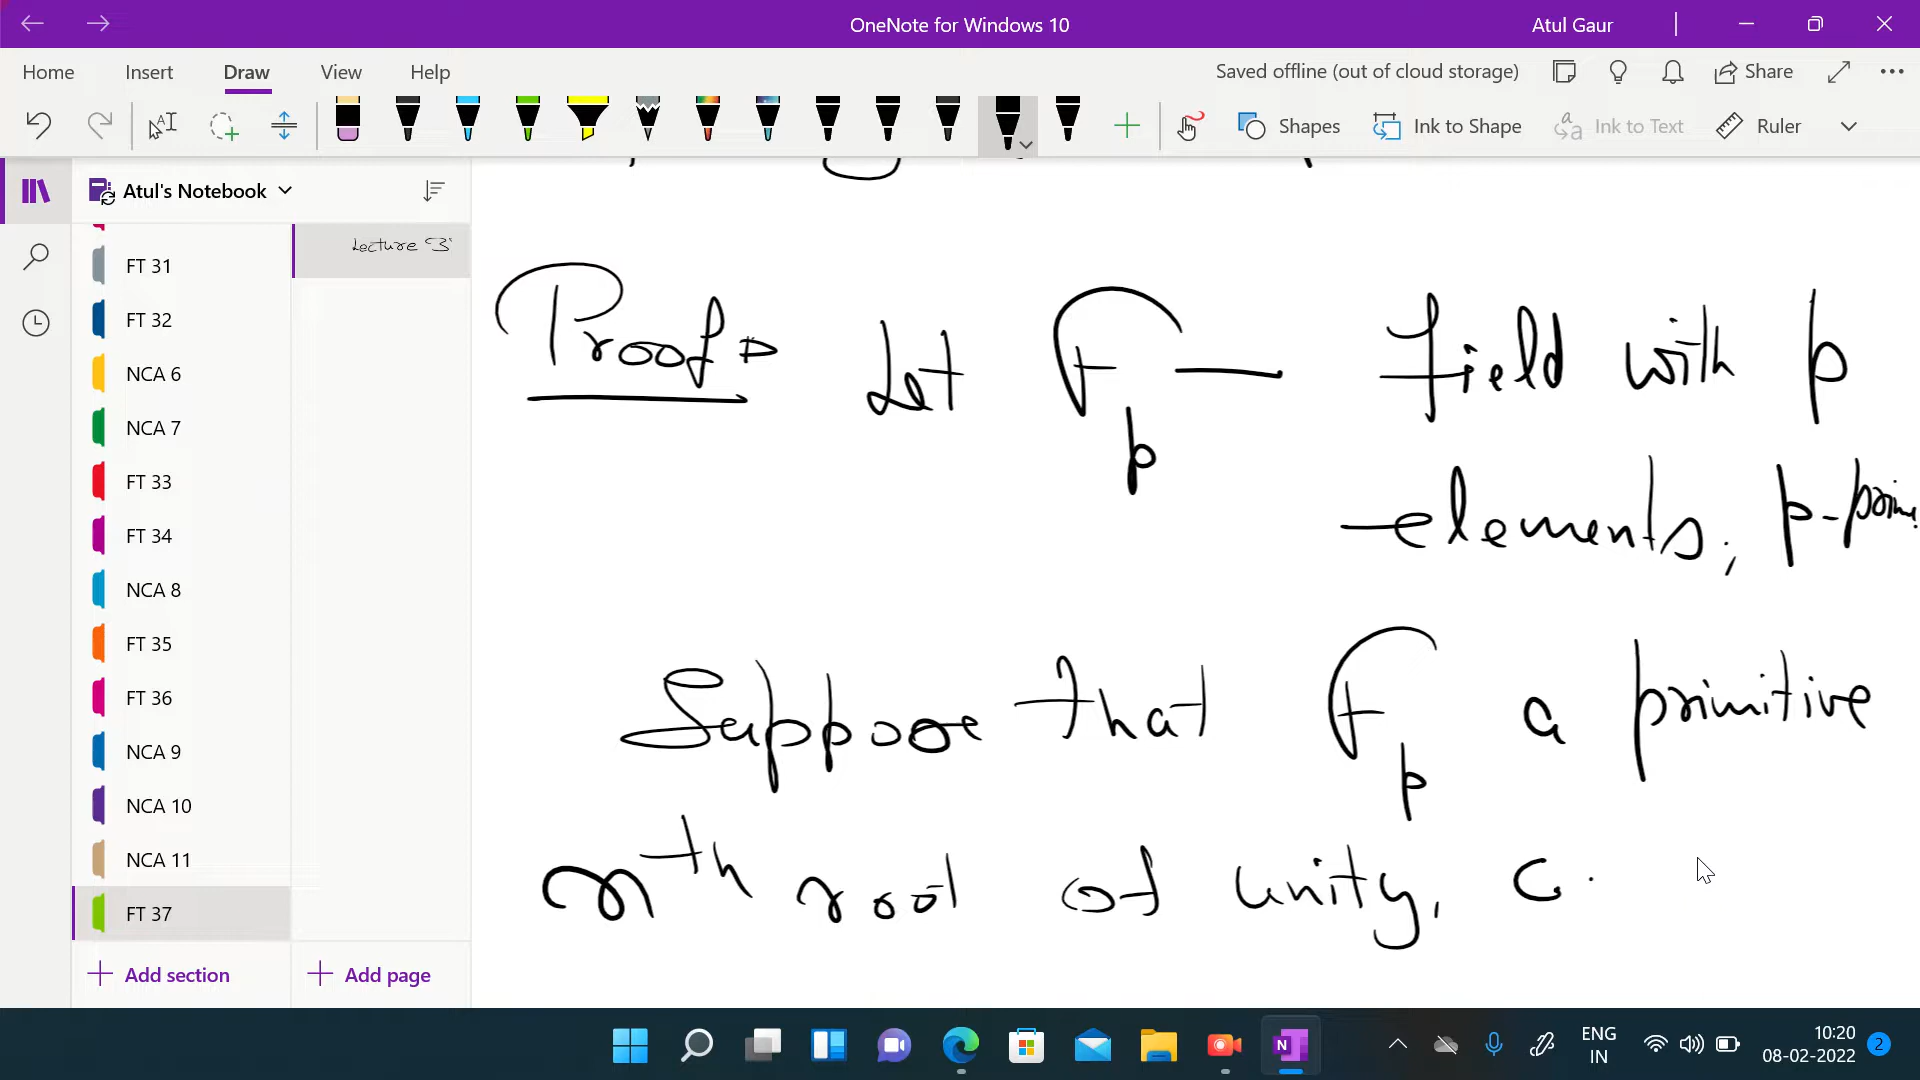 OneNote for Windows 10
Atul Gaur
Home Insert Draw View Help
Saved offline (out of cloud storage)
Share
Shapes
Ink to Shape
Ink to Text
Ruler
Atul's Notebook
FT 31
FT 32
NCA 6
NCA 7
FT 33
FT 34
NCA 8
FT 35
FT 36
NCA 9
NCA 10
NCA 11
FT 37
Add section
Lecture 3
Add page
Proof Let F_p — field with p
elements, p-prime.
Suppose that F_p a primitive
nth root of unity, a.
ENG
IN
10:20
08-02-2022
2